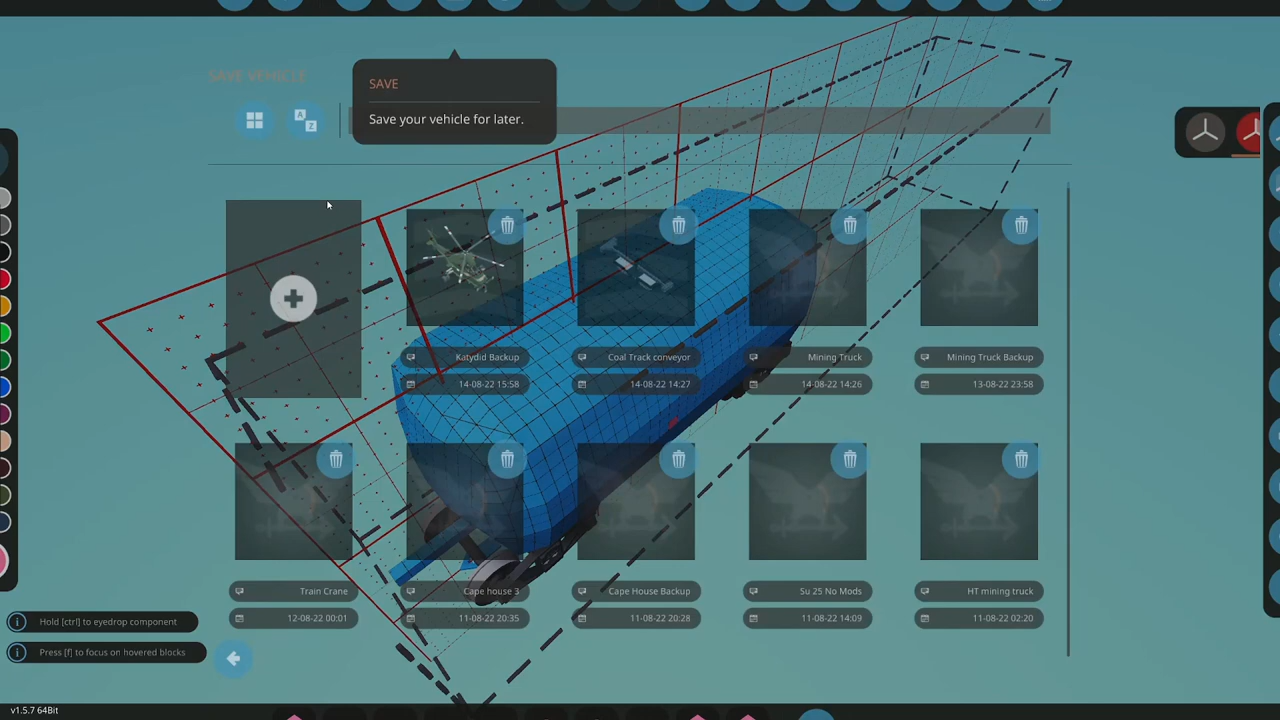 SAVE VEHICLE
SAVE
Save your vehicle for later.
A
Z
Katydid Backup
Coal Track conveyor
Mining Truck
Mining Truck Backup
14-08-22 15:58
14-08-22 14:27
14-08-22 14:26
13-08-22 23:58
Train Crane
Cape house 3
Cape House Backup
Su 25 No Mods
HT mining truck
12-08-22 00:01
11-08-22 20:35
11-08-22 20:28
11-08-22 14:09
11-08-22 02:20
Hold [ctrl] to eyedrop component
Press [f] to focus on hovered blocks
v1.5.7 64Bit